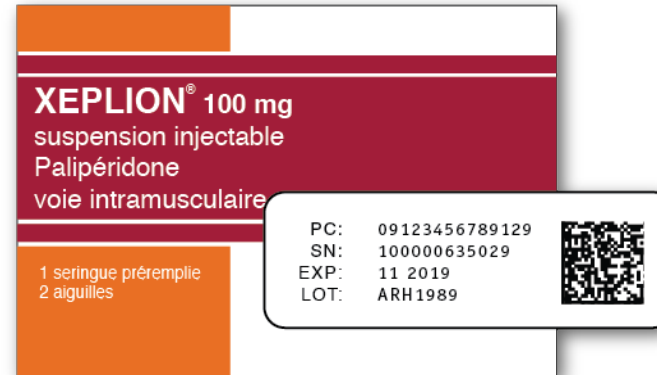 XEPLION® 100 mg
suspension injectable
Palipéridone
voie intramusculaire
1 seringue préremplie
2 aiguilles
PC: 09123456789129
SN: 100000635029
EXP: 11 2019
LOT: ARH1989